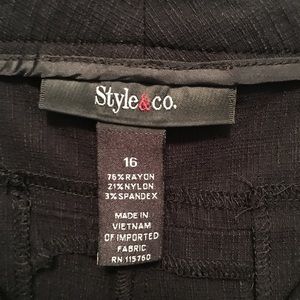 Style&co.
16
76%RAYON
21%NYLON
3%SPANDEX
MADE IN
VIETNAM
OF IMPORTED
FABRIC
RN 115760